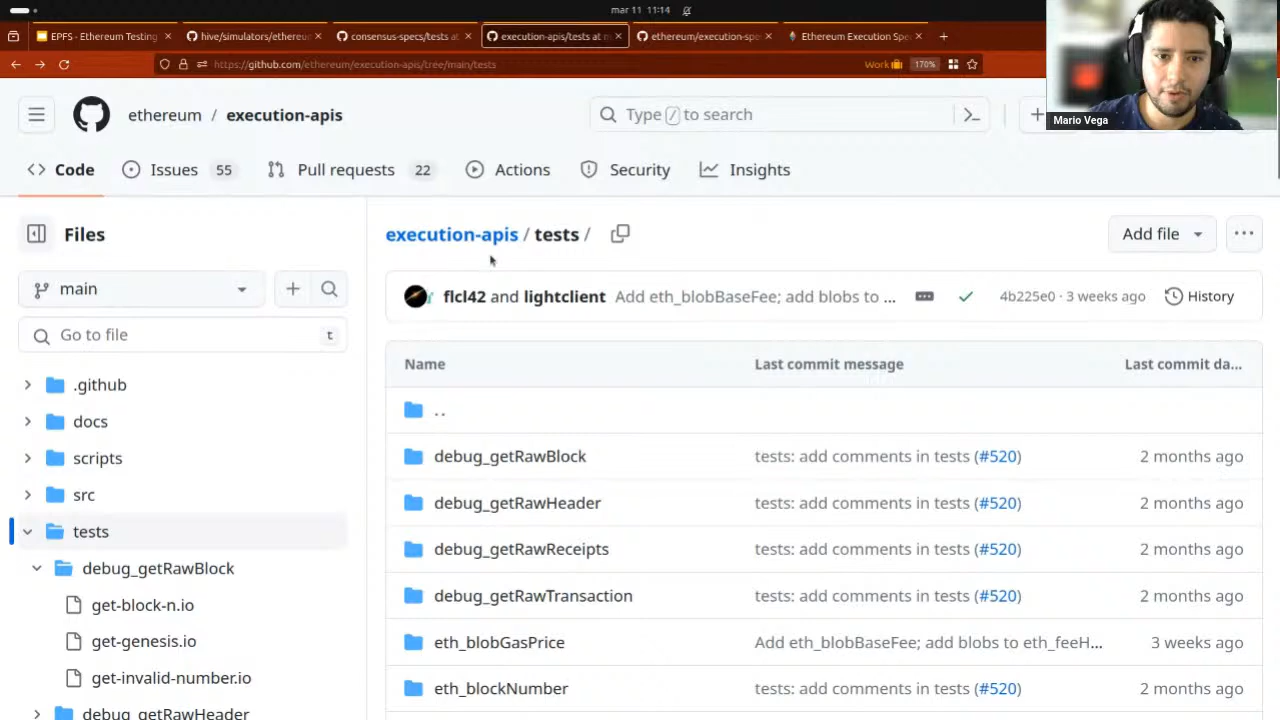 mar 11 11:14
EPFS - Ethereum Testing
hive/simulators/ethereu
consensus-specs/tests at
execution-apis/tests at m
ethereum/execution-spe
Ethereum Execution Spe
https://github.com/ethereum/execution-apis/tree/main/tests
Work
170%
Mario Vega
ethereum / execution-apis
Type / to search
Code
Issues 55
Pull requests 22
Actions
Security
Insights
Files
main
Go to file
t
.github
docs
scripts
src
tests
debug_getRawBlock
get-block-n.io
get-genesis.io
get-invalid-number.io
debug_getRawHeader
execution-apis / tests /
Add file
flcl42 and lightclient Add eth_blobBaseFee; add blobs to ...
4b225e0 · 3 weeks ago
History
Name Last commit message Last commit da...
..
debug_getRawBlock tests: add comments in tests (#520) 2 months ago
debug_getRawHeader tests: add comments in tests (#520) 2 months ago
debug_getRawReceipts tests: add comments in tests (#520) 2 months ago
debug_getRawTransaction tests: add comments in tests (#520) 2 months ago
eth_blobGasPrice Add eth_blobBaseFee; add blobs to eth_feeH... 3 weeks ago
eth_blockNumber tests: add comments in tests (#520) 2 months ago